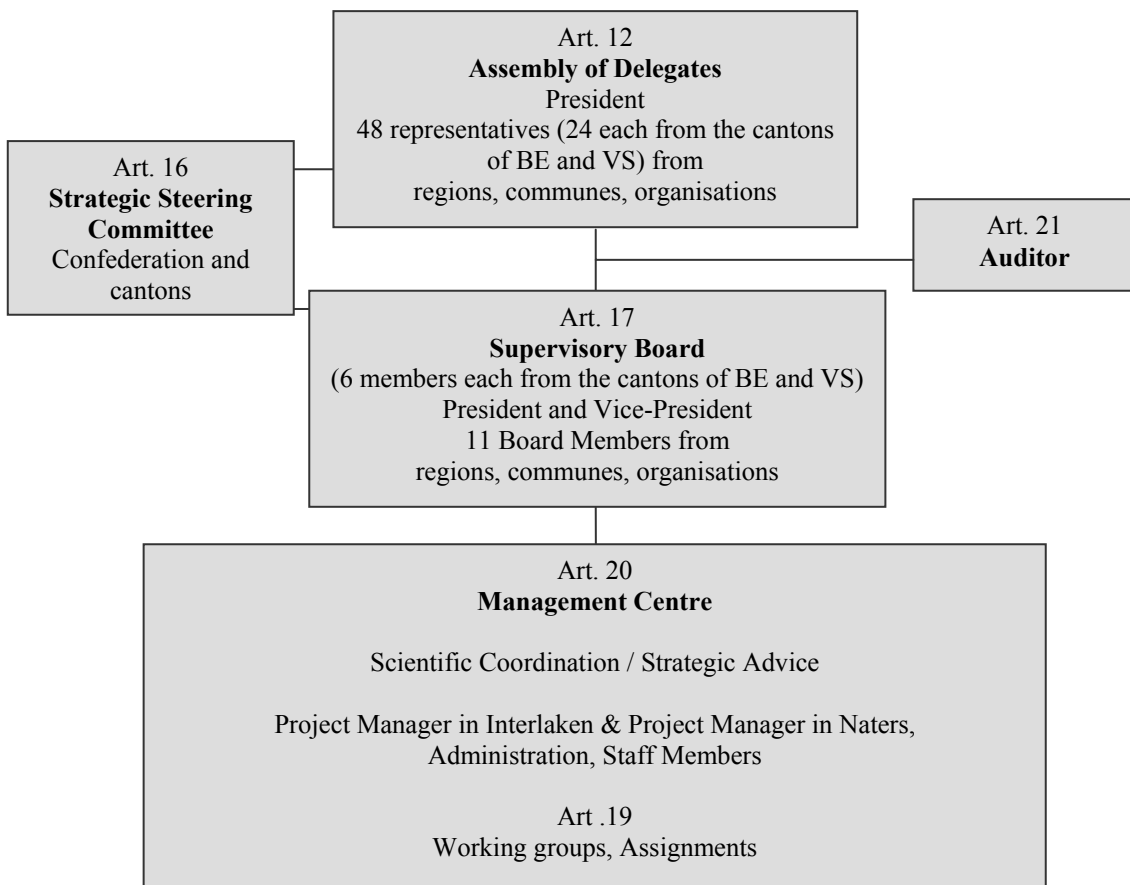 Art. 12
Assembly of Delegates
President
48 representatives (24 each from the cantons
of BE and VS) from
regions, communes, organisations
Art. 16
Strategic Steering
Committee
Confederation and
cantons
Art. 21
Auditor
Art. 17
Supervisory Board
(6 members each from the cantons of BE and VS)
President and Vice-President
11 Board Members from
regions, communes, organisations
Art. 20
Management Centre
Scientific Coordination / Strategic Advice
Project Manager in Interlaken & Project Manager in Naters,
Administration, Staff Members
Art .19
Working groups, Assignments